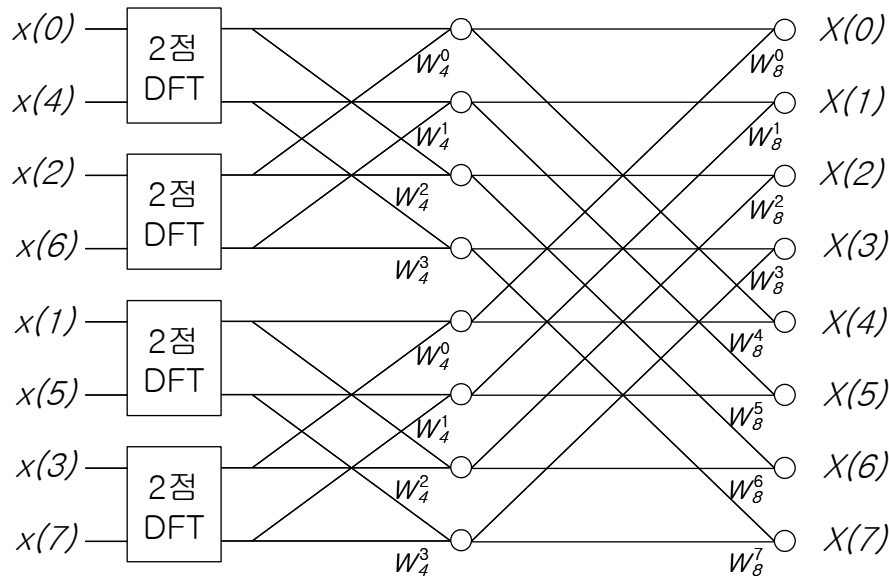 x(0) 2점 DFT W_4^0 W_8^0 X(0)
x(4) W_4^1 W_8^1 X(1)
x(2) 2점 DFT W_4^2 W_8^2 X(2)
x(6) W_4^3 W_8^3 X(3)
x(1) 2점 DFT W_4^0 W_8^4 X(4)
x(5) W_4^1 W_8^5 X(5)
x(3) 2점 DFT W_4^2 W_8^6 X(6)
x(7) W_4^3 W_8^7 X(7)